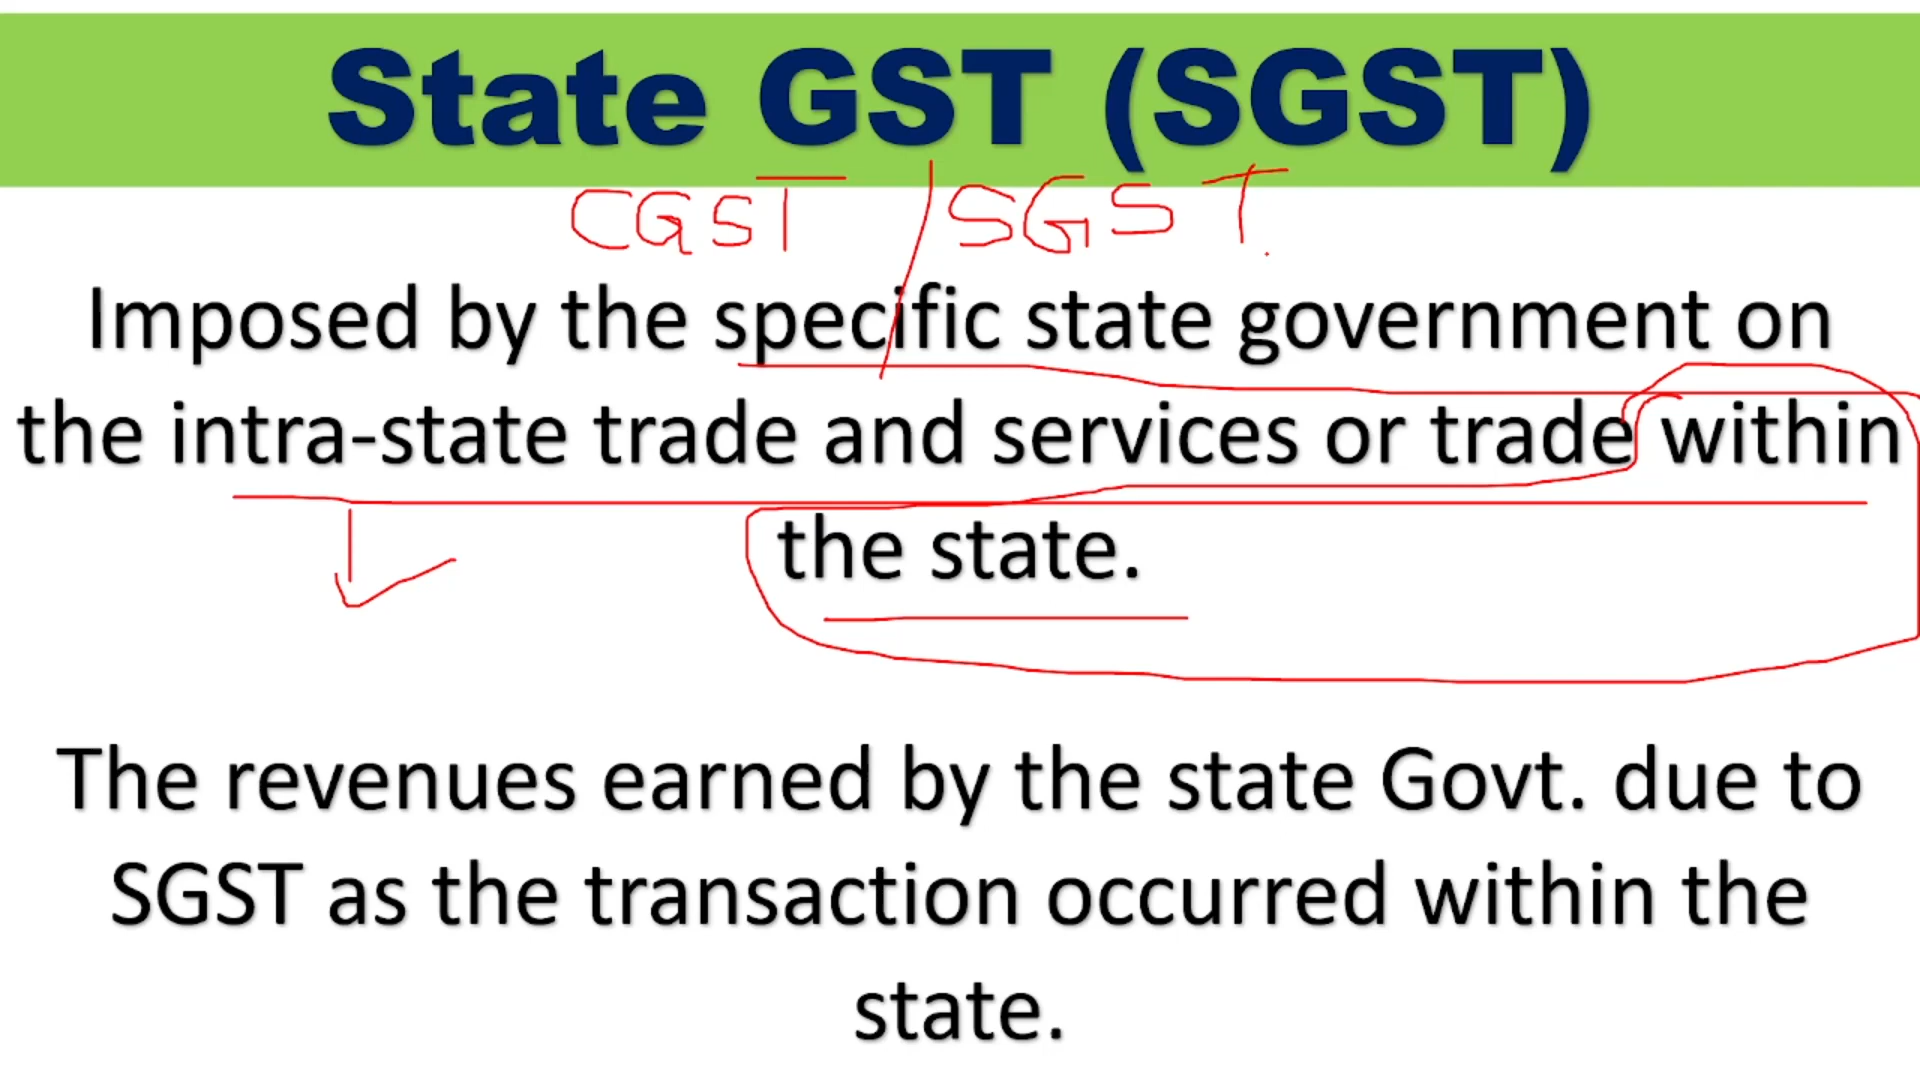 State GST (SGST)
CGST / SGST.
Imposed by the specific state government on
the intra-state trade and services or trade within
the state.
The revenues earned by the state Govt. due to
SGST as the transaction occurred within the
state.